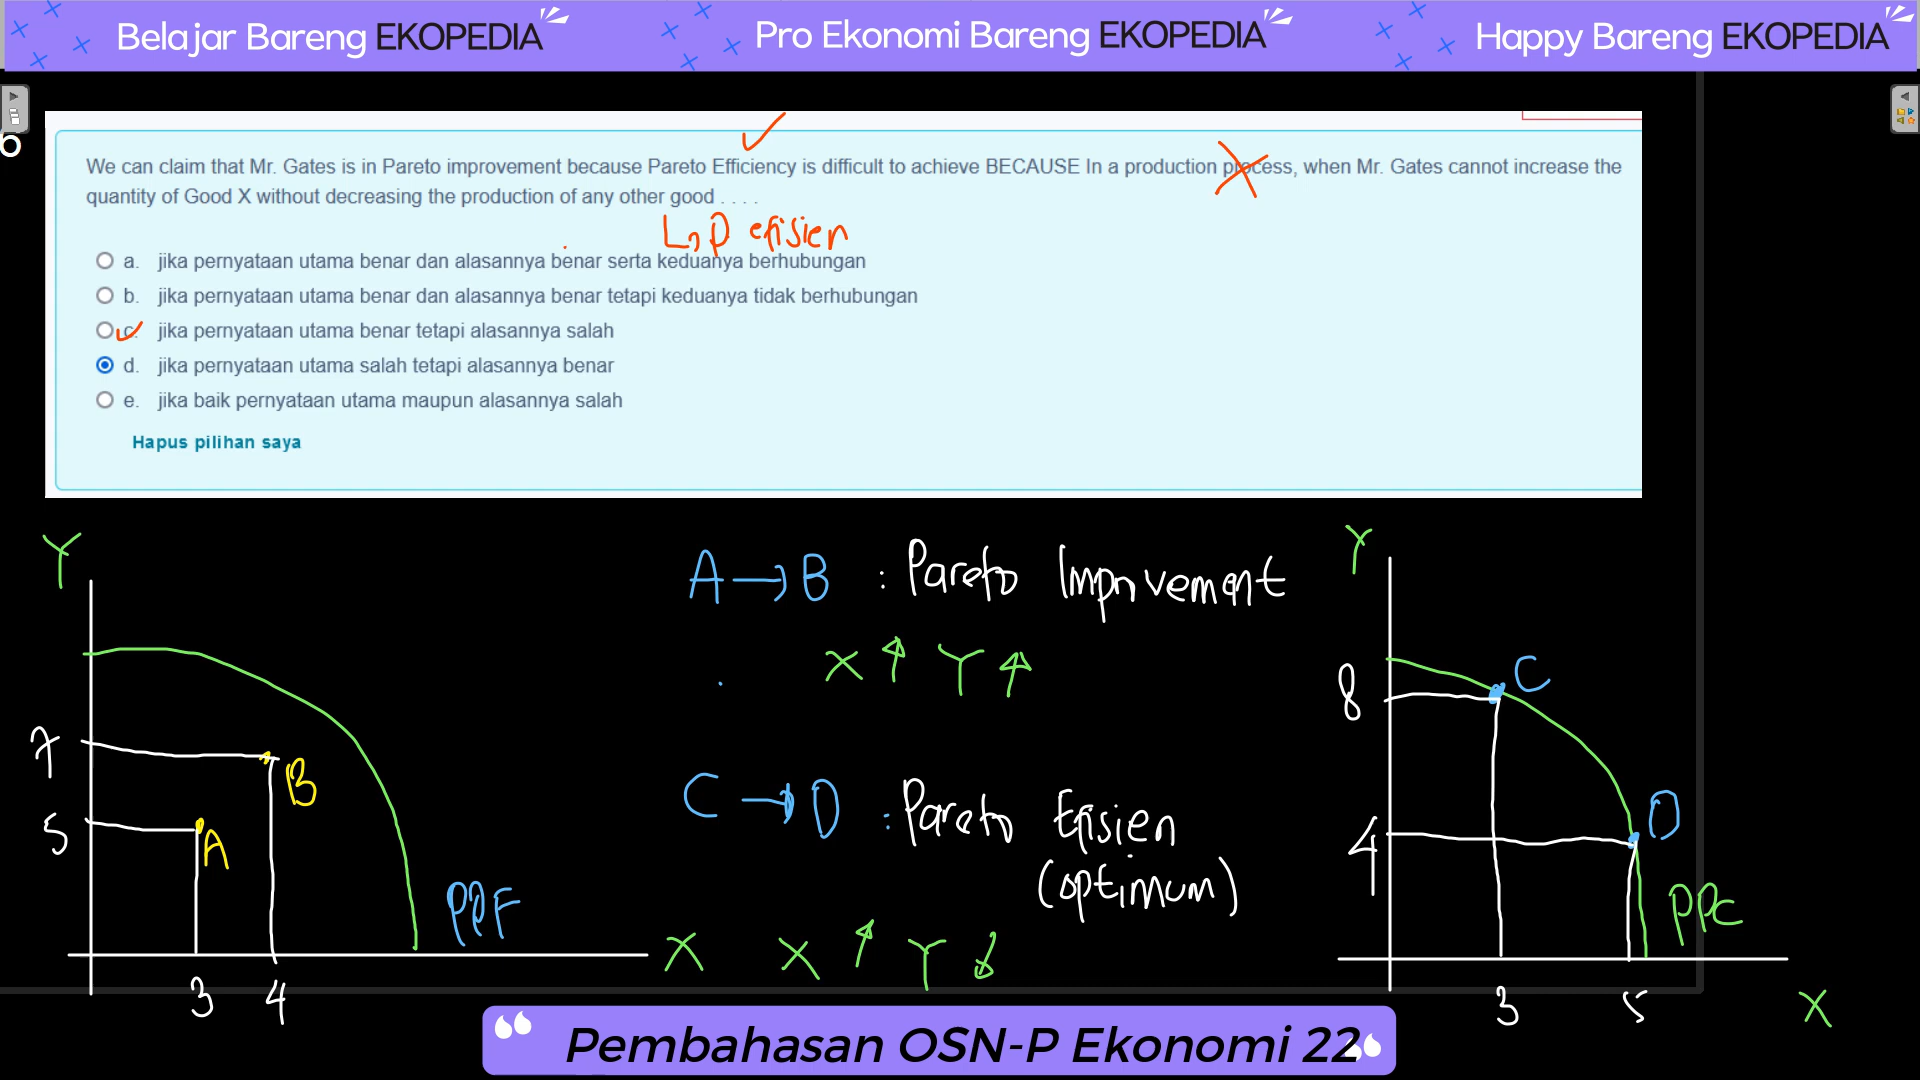 Belajar Bareng EKOPEDIA Pro Ekonomi Bareng EKOPEDIA Happy Bareng EKOPEDIA
6
We can claim that Mr. Gates is in Pareto improvement because Pareto Efficiency is difficult to achieve BECAUSE In a production process, when Mr. Gates cannot increase the
quantity of Good X without decreasing the production of any other good . . . .
P efisien
a. jika pernyataan utama benar dan alasannya benar serta keduanya berhubungan
b. jika pernyataan utama benar dan alasannya benar tetapi keduanya tidak berhubungan
c. jika pernyataan utama benar tetapi alasannya salah
d. jika pernyataan utama salah tetapi alasannya benar
e. jika baik pernyataan utama maupun alasannya salah
Hapus pilihan saya
Y
7
5
B
A
PPF
3 4
X
A → B : Pareto Improvement
X ↑ Y ↑
C → D : Pareto Efisien
(optimum)
X ↑ Y ↓
Y
8
4
C
D
PPC
3 5
X
Pembahasan OSN-P Ekonomi 22